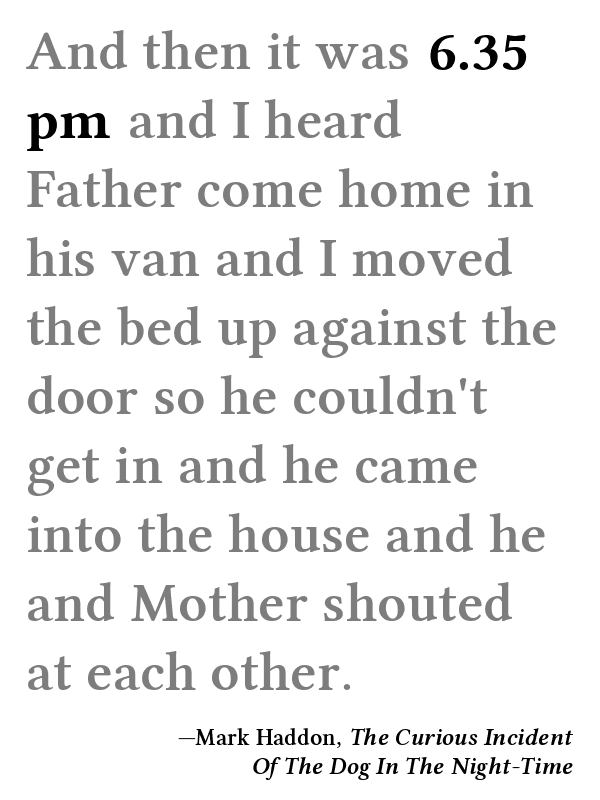 And then it was 6.35
pm and I heard
Father come home in
his van and I moved
the bed up against the
door so he couldn't
get in and he came
into the house and he
and Mother shouted
at each other.
—Mark Haddon, The Curious Incident
Of The Dog In The Night-Time